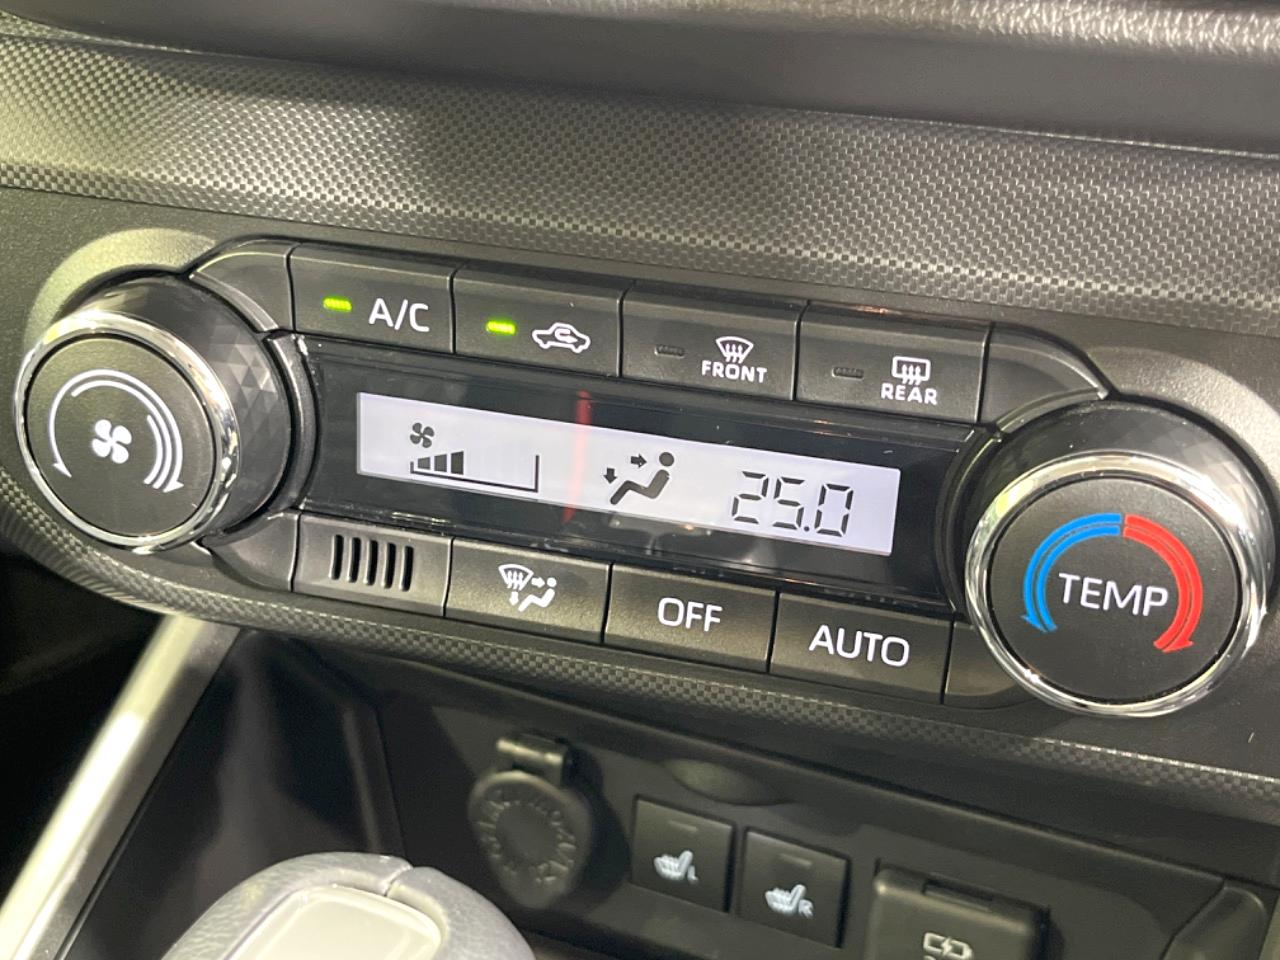 A/C
FRONT
REAR
25.0
TEMP
OFF
AUTO
L
R